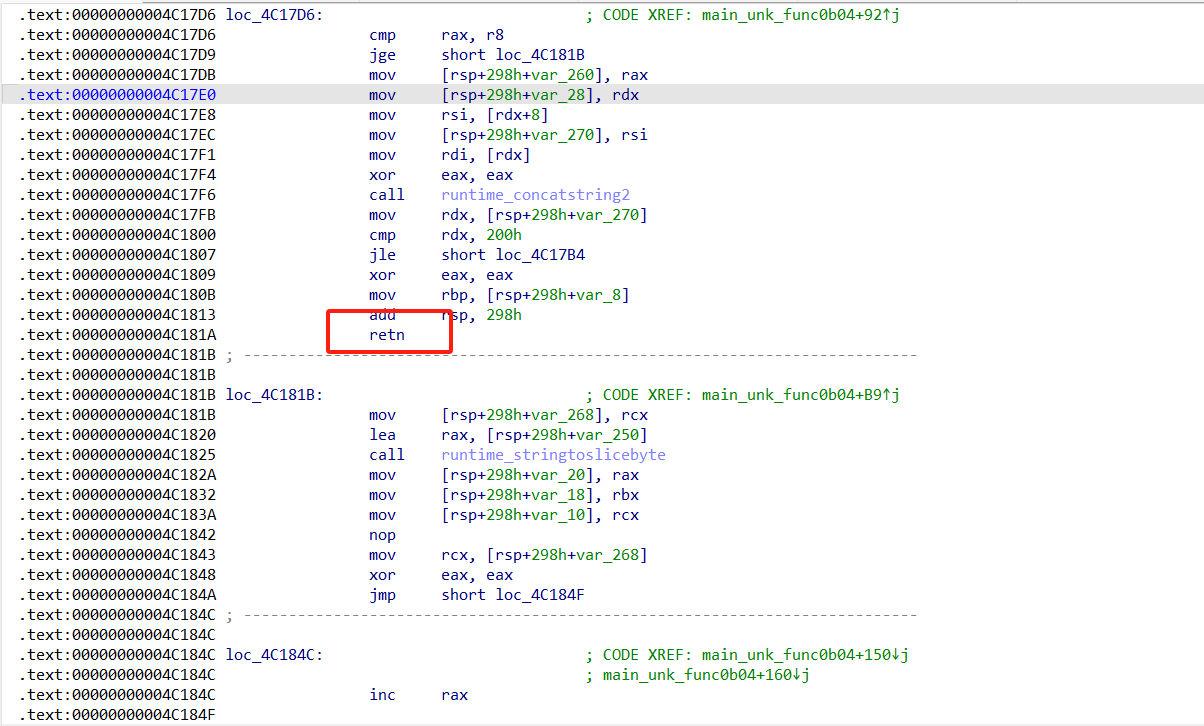 .text:00000000004C17D6 loc_4C17D6: ; CODE XREF: main_unk_func0b04+92↑j
.text:00000000004C17D6 cmp rax, r8
.text:00000000004C17D9 jge short loc_4C181B
.text:00000000004C17DB mov [rsp+298h+var_260], rax
.text:00000000004C17E0 mov [rsp+298h+var_28], rdx
.text:00000000004C17E8 mov rsi, [rdx+8]
.text:00000000004C17EC mov [rsp+298h+var_270], rsi
.text:00000000004C17F1 mov rdi, [rdx]
.text:00000000004C17F4 xor eax, eax
.text:00000000004C17F6 call runtime_concatstring2
.text:00000000004C17FB mov rdx, [rsp+298h+var_270]
.text:00000000004C1800 cmp rdx, 200h
.text:00000000004C1807 jle short loc_4C17B4
.text:00000000004C1809 xor eax, eax
.text:00000000004C180B mov rbp, [rsp+298h+var_8]
.text:00000000004C1813 add rsp, 298h
.text:00000000004C181A retn
.text:00000000004C181B ; ---------------------------------------------------------------------------
.text:00000000004C181B
.text:00000000004C181B loc_4C181B: ; CODE XREF: main_unk_func0b04+B9↑j
.text:00000000004C181B mov [rsp+298h+var_268], rcx
.text:00000000004C1820 lea rax, [rsp+298h+var_250]
.text:00000000004C1825 call runtime_stringtoslicebyte
.text:00000000004C182A mov [rsp+298h+var_20], rax
.text:00000000004C1832 mov [rsp+298h+var_18], rbx
.text:00000000004C183A mov [rsp+298h+var_10], rcx
.text:00000000004C1842 nop
.text:00000000004C1843 mov rcx, [rsp+298h+var_268]
.text:00000000004C1848 xor eax, eax
.text:00000000004C184A jmp short loc_4C184F
.text:00000000004C184C ; ---------------------------------------------------------------------------
.text:00000000004C184C
.text:00000000004C184C loc_4C184C: ; CODE XREF: main_unk_func0b04+150↓j
.text:00000000004C184C ; main_unk_func0b04+160↓j
.text:00000000004C184C inc rax
.text:00000000004C184F